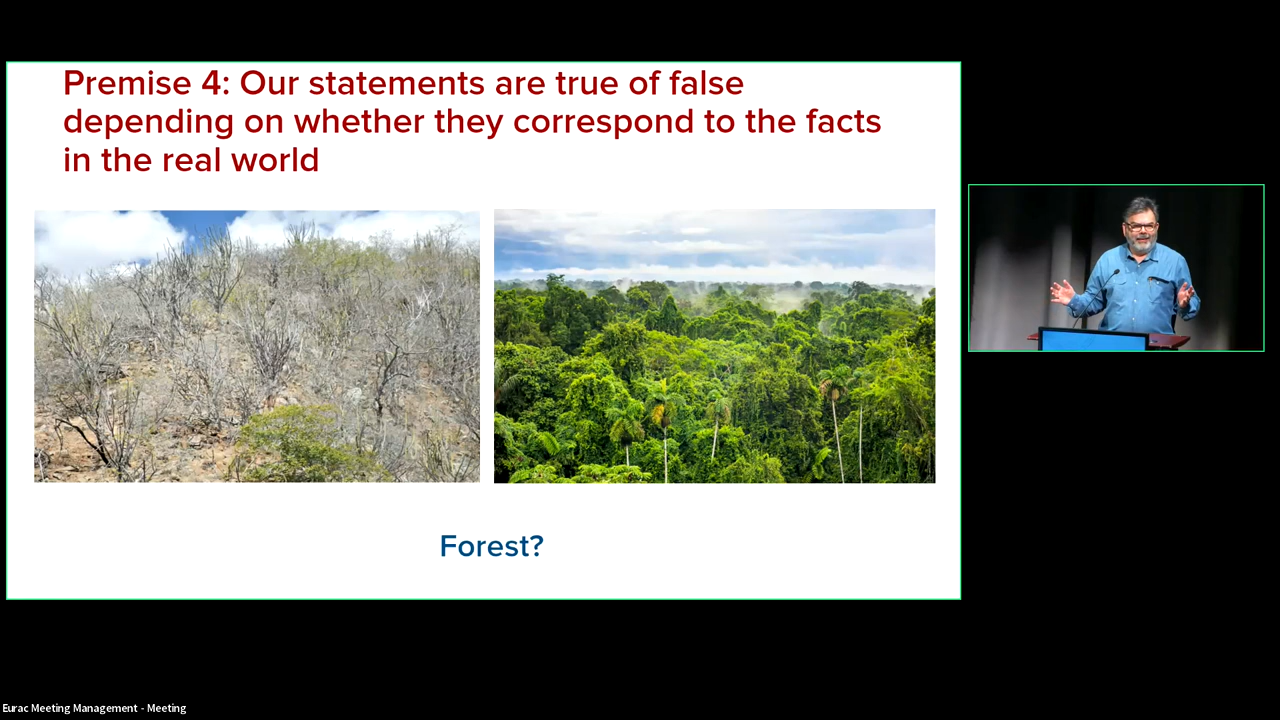 Premise 4: Our statements are true of false
depending on whether they correspond to the facts
in the real world
Forest?
Eurac Meeting Management - Meeting